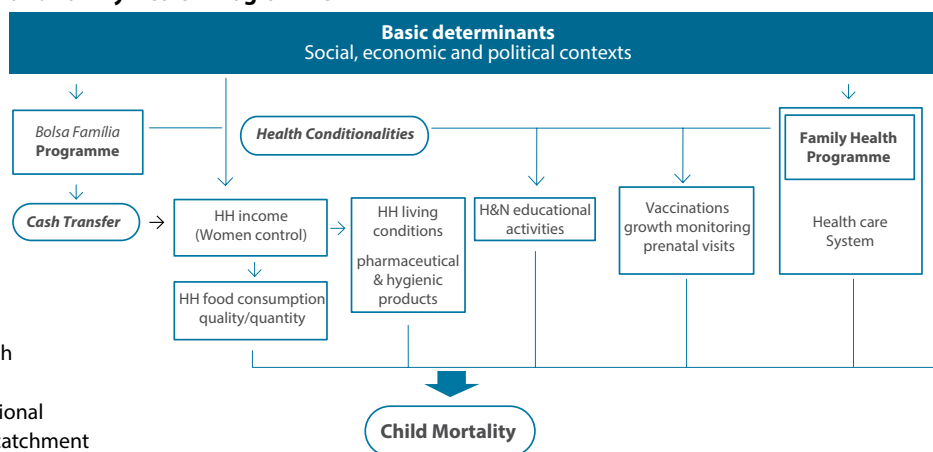 Basic determinants
Social, economic and political contexts
Bolsa Família
Programme
Health Conditionalities
Family Health
Programme
Cash Transfer
HH income
(Women control)
HH living
conditions
pharmaceutical
& hygienic
products
H&N educational
activities
Vaccinations
growth monitoring
prenatal visits
Health care
System
HH food consumption
quality/quantity
Child Mortality